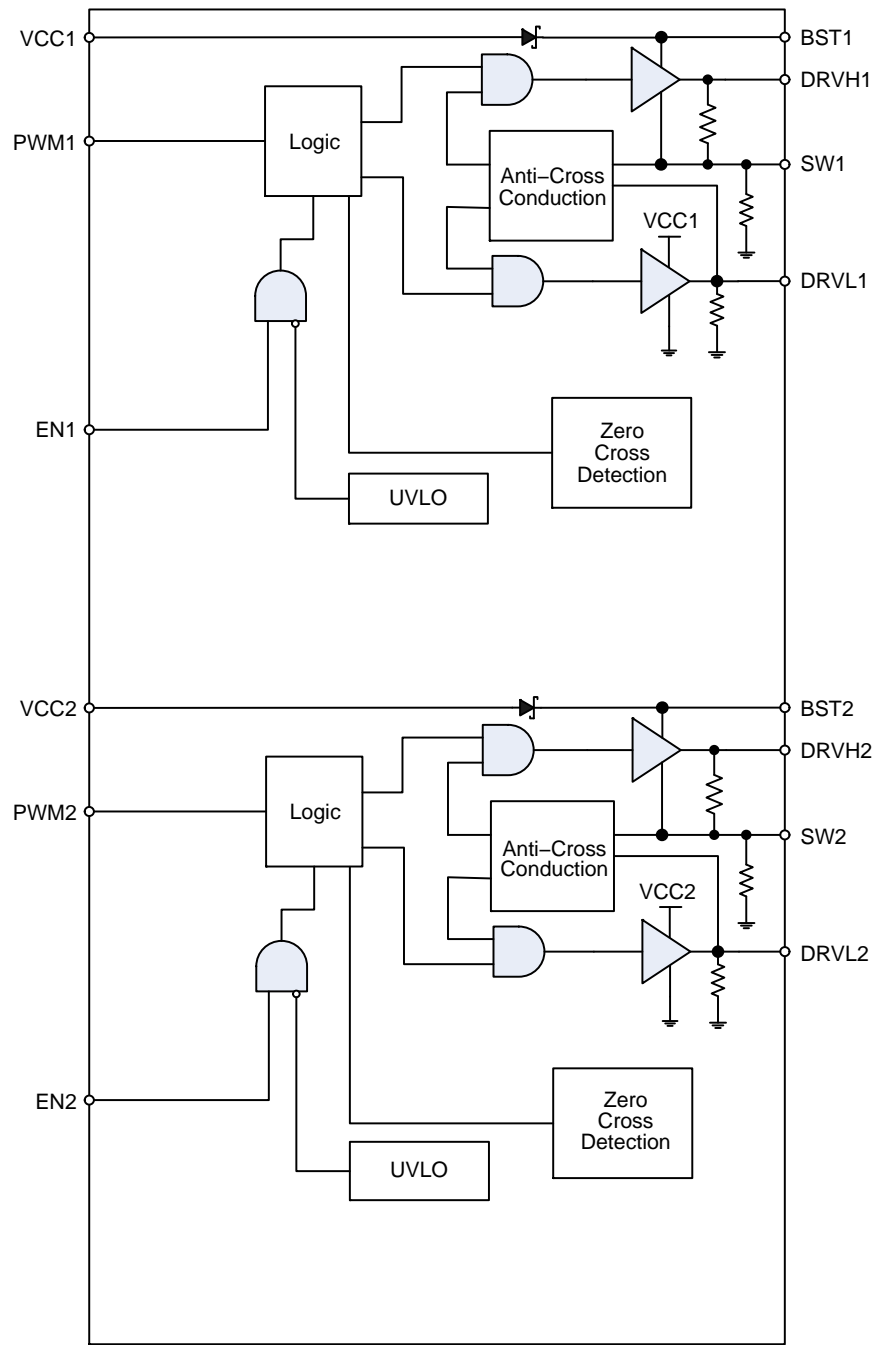 VCC1
BST1
DRVH1
PWM1
Logic
Anti−Cross
Conduction
SW1
VCC1
DRVL1
EN1
Zero
Cross
Detection
UVLO
VCC2
BST2
DRVH2
PWM2
Logic
Anti−Cross
Conduction
SW2
VCC2
DRVL2
EN2
Zero
Cross
Detection
UVLO